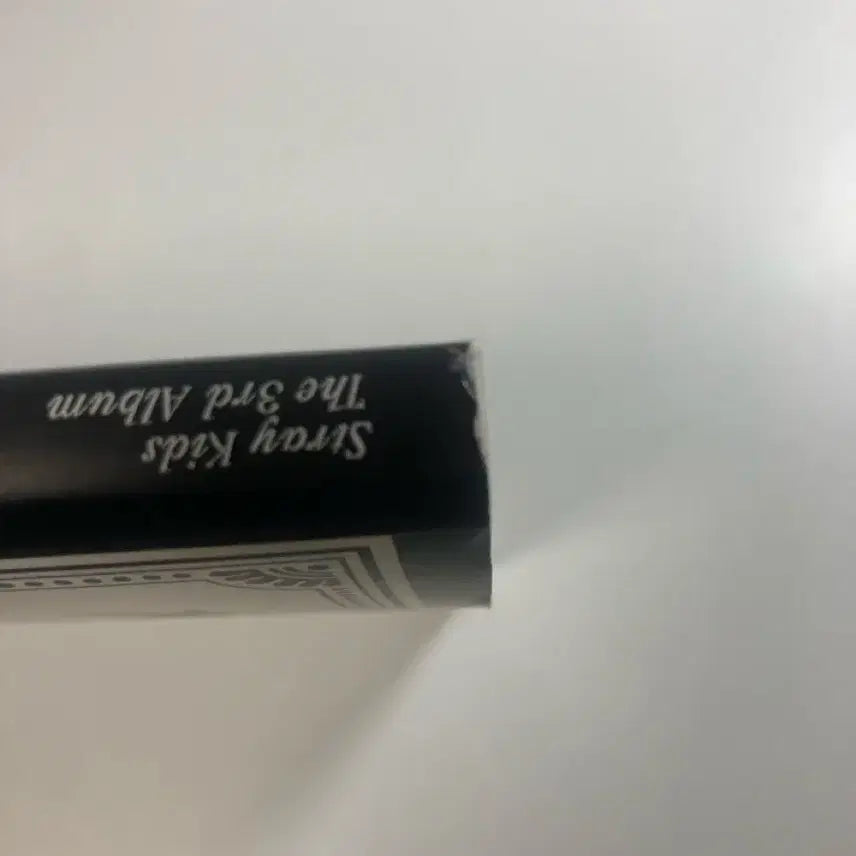 Stray Kids
The 3rd Album